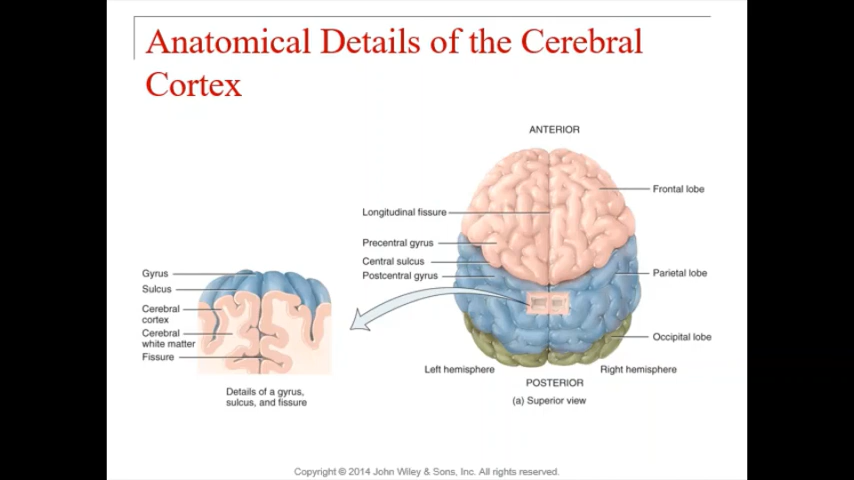 Anatomical Details of the Cerebral
Cortex
ANTERIOR
Frontal lobe
Longitudinal fissure
Precentral gyrus
Central sulcus
Postcentral gyrus
Parietal lobe
Occipital lobe
Left hemisphere
Right hemisphere
POSTERIOR
(a) Superior view
Gyrus
Sulcus
Cerebral
cortex
Cerebral
white matter
Fissure
Details of a gyrus,
sulcus, and fissure
Copyright © 2014 John Wiley & Sons, Inc. All rights reserved.